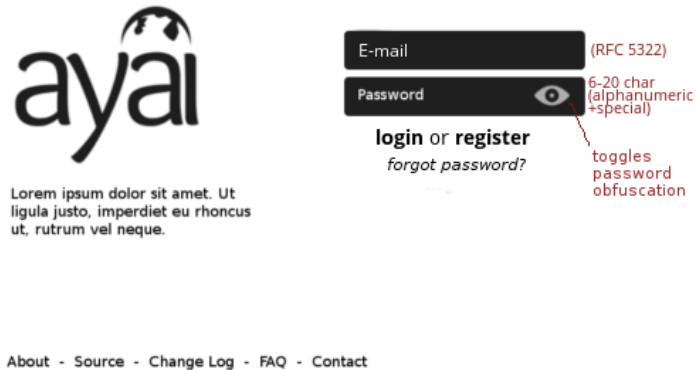 ayai
Lorem ipsum dolor sit amet. Ut
ligula justo, imperdiet eu rhoncus
ut, rutrum vel neque.
E-mail
(RFC 5322)
Password
6-20 char
(alphanumeric
+special)
toggles
password
obfuscation
login or register
forgot password?
About - Source - Change Log - FAQ - Contact